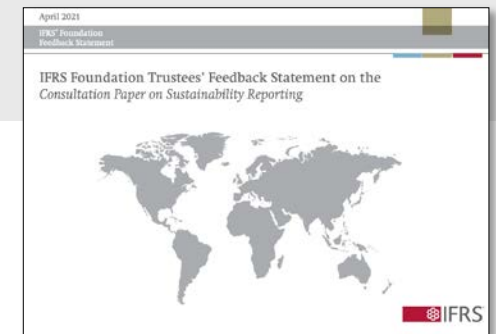 April 2021
IFRS® Foundation
Feedback Statement
IFRS Foundation Trustees’ Feedback Statement on the
Consultation Paper on Sustainability Reporting
IFRS